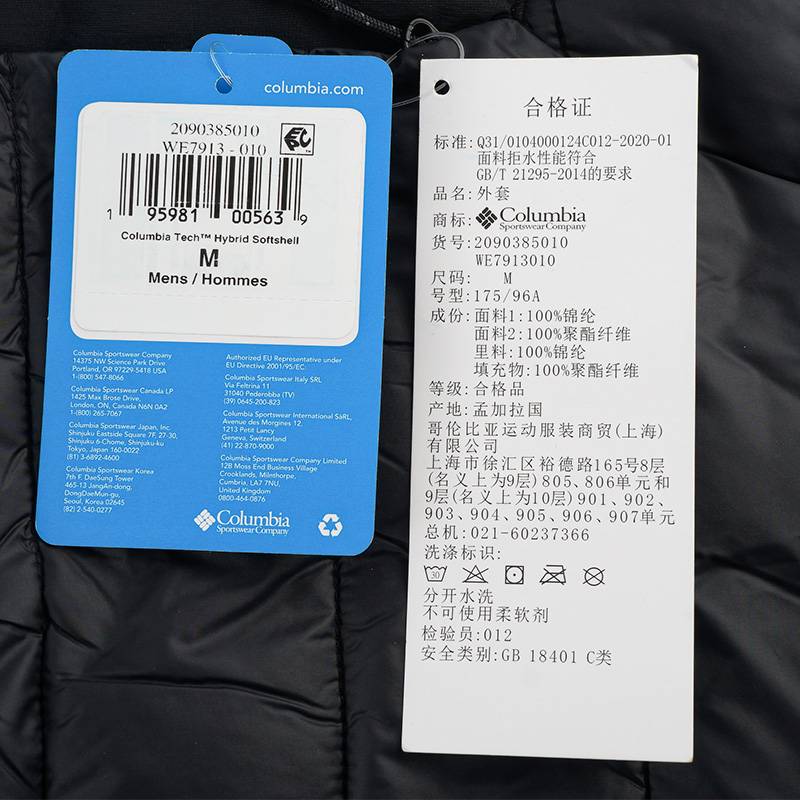 columbia.com
2090385010
WE7913 - 010
EPC
1 95981 00563 9
Columbia Tech™ Hybrid Softshell
M
Mens / Hommes
Columbia Sportswear Company
14375 NW Science Park Drive
Portland, OR 97229-5418 USA
1-(800) 547-8066
Columbia Sportswear Canada LP
1425 Max Brose Drive,
London, ON, Canada N6N 0A2
1-(800) 265-7067
Columbia Sportswear Japan, Inc.
Shinjuku Eastside Square 7F, 27-30,
Shinjuku 6-Chome, Shinjuku-ku
Tokyo, Japan 160-0022
(81) 3-6892-4600
Columbia Sportswear Korea
7th F. DaeSung Tower
465-13 JangAn-dong,
DongDaeMun-gu,
Seoul, Korea 02645
(82) 2-540-0277
Authorized EU Representative under
EU Directive 2001/95/EC:
Columbia Sportswear Italy SRL
Via Feltrina 11
31040 Pederobba (TV)
(39) 0645-200-823
Columbia Sportswear International SàRL,
Avenue des Morgines 12,
1213 Petit Lancy
Geneva, Switzerland
(41) 22-870-9000
Columbia Sportswear Company Limited
12B Moss End Business Village
Crooklands, Milnthorpe,
Cumbria, LA7 7NU,
United Kingdom
0800-464-0876
Columbia
Sportswear Company
合格证
标准:Q31/0104000124C012-2020-01
面料拒水性能符合
GB/T 21295-2014的要求
品名:外套
商标:Columbia
Sportswear Company
货号:2090385010
WE7913010
尺码: M
号型:175/96A
成份:面料1:100%锦纶
面料2:100%聚酯纤维
里料:100%锦纶
填充物:100%聚酯纤维
等级:合格品
产地:孟加拉国
哥伦比亚运动服装商贸(上海)
有限公司
上海市徐汇区裕德路165号8层
(名义上为9层)805、806单元和
9层(名义上为10层)901、902、
903、904、905、906、907单元
总机:021-60237366
洗涤标识:
30
分开水洗
不可使用柔软剂
检验员:012
安全类别:GB 18401 C类